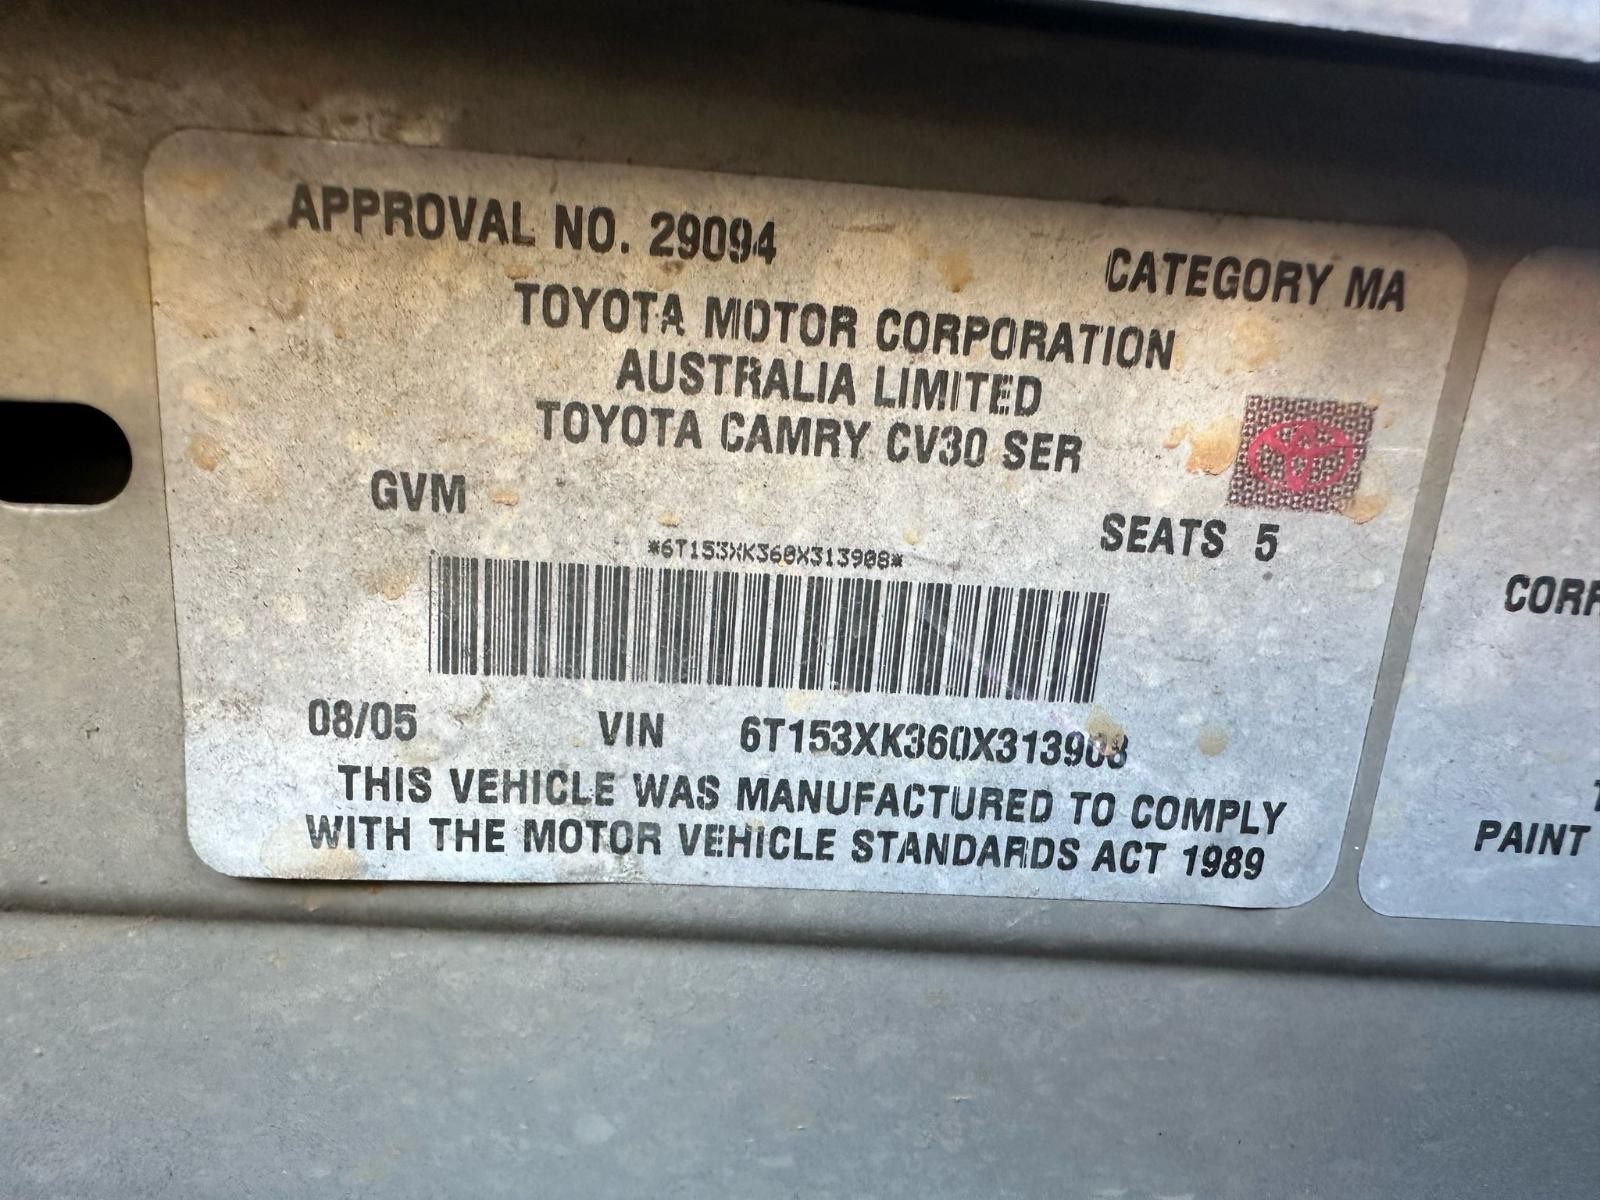 APPROVAL NO. 29094
CATEGORY MA
TOYOTA MOTOR CORPORATION
AUSTRALIA LIMITED
TOYOTA CAMRY CV30 SER
GVM
SEATS 5
*6T153XK360X313908*
08/05 VIN 6T153XK360X313908
THIS VEHICLE WAS MANUFACTURED TO COMPLY
WITH THE MOTOR VEHICLE STANDARDS ACT 1989
PAINT